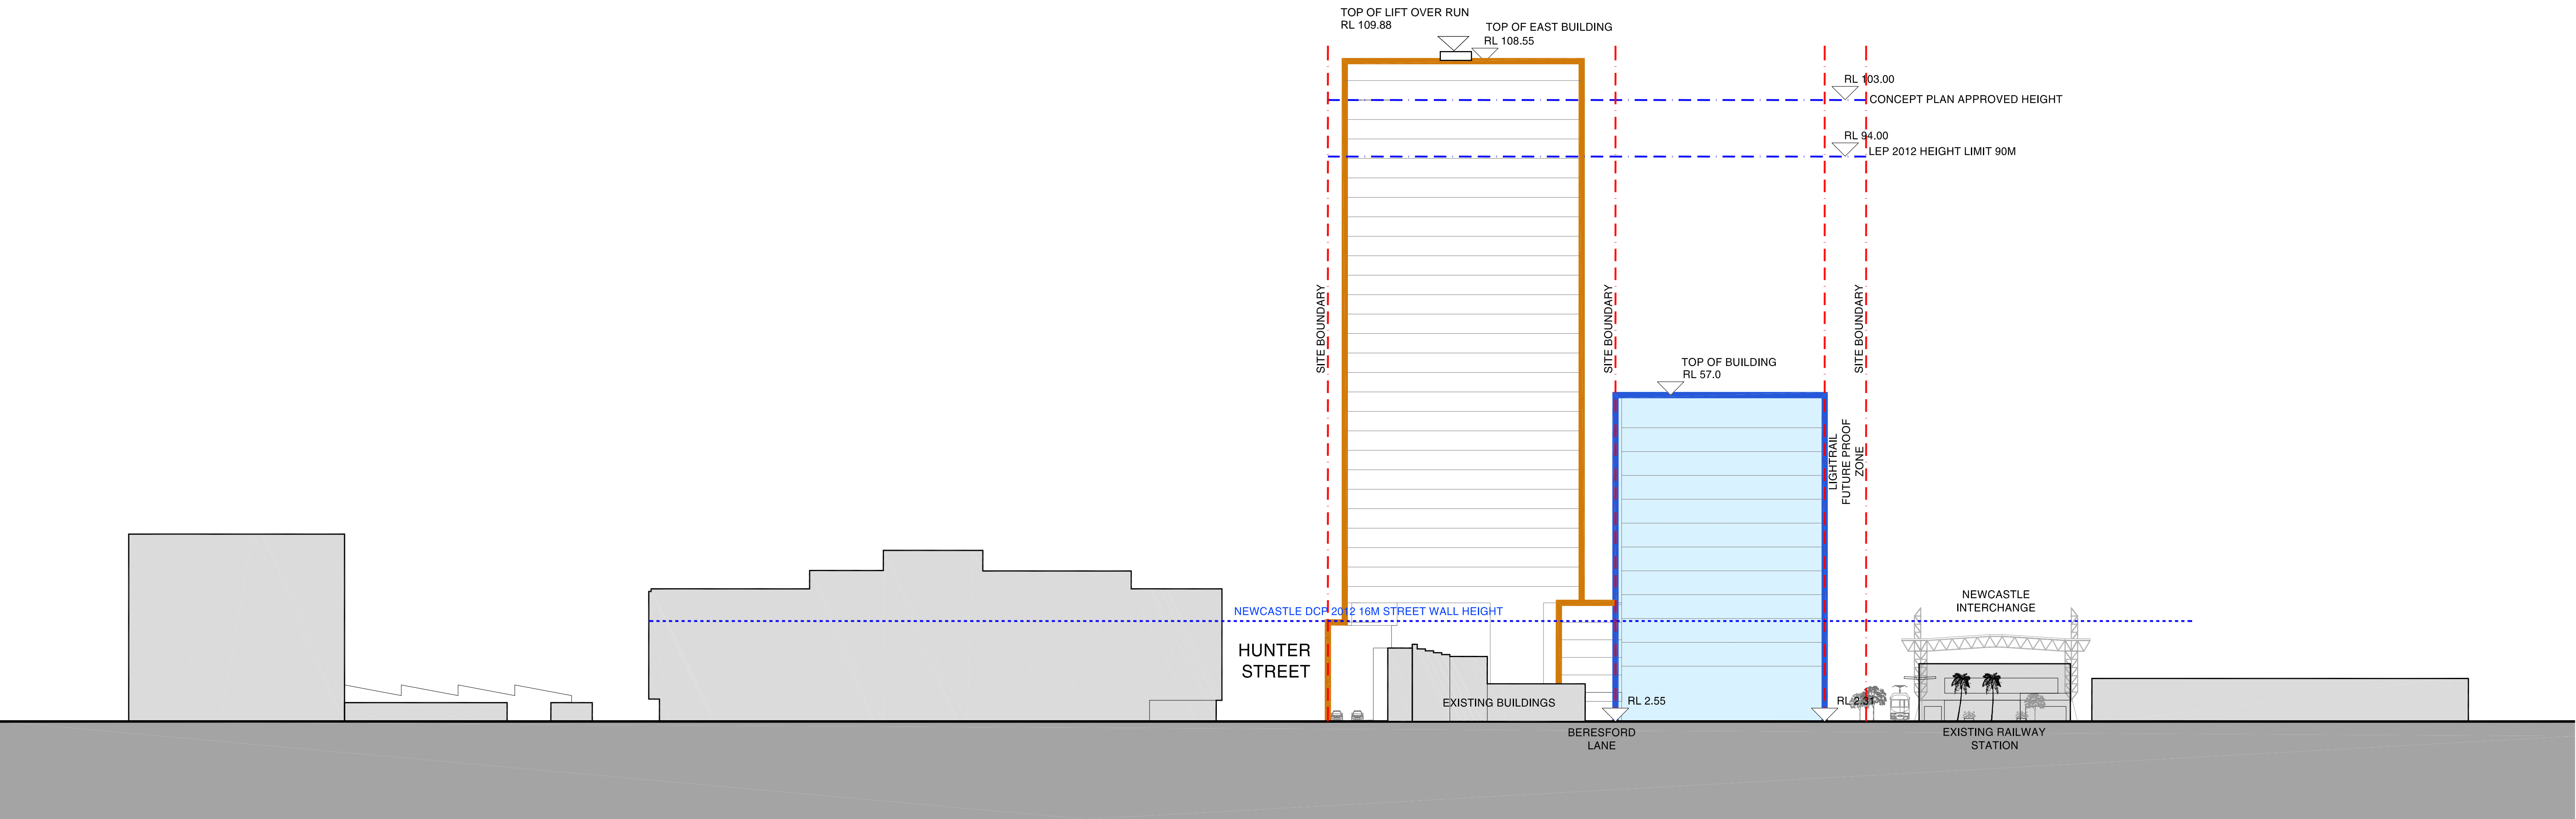 TOP OF LIFT OVER RUN
RL 109.88
TOP OF EAST BUILDING
RL 108.55
RL 103.00
CONCEPT PLAN APPROVED HEIGHT
RL 94.00
LEP 2012 HEIGHT LIMIT 90M
SITE BOUNDARY
SITE BOUNDARY
SITE BOUNDARY
TOP OF BUILDING
RL 57.0
LIGHTRAIL
FUTURE PROOF
ZONE
NEWCASTLE
INTERCHANGE
NEWCASTLE DCP 2012 16M STREET WALL HEIGHT
HUNTER
STREET
EXISTING BUILDINGS
RL 2.55
RL 2.31
BERESFORD
LANE
EXISTING RAILWAY
STATION